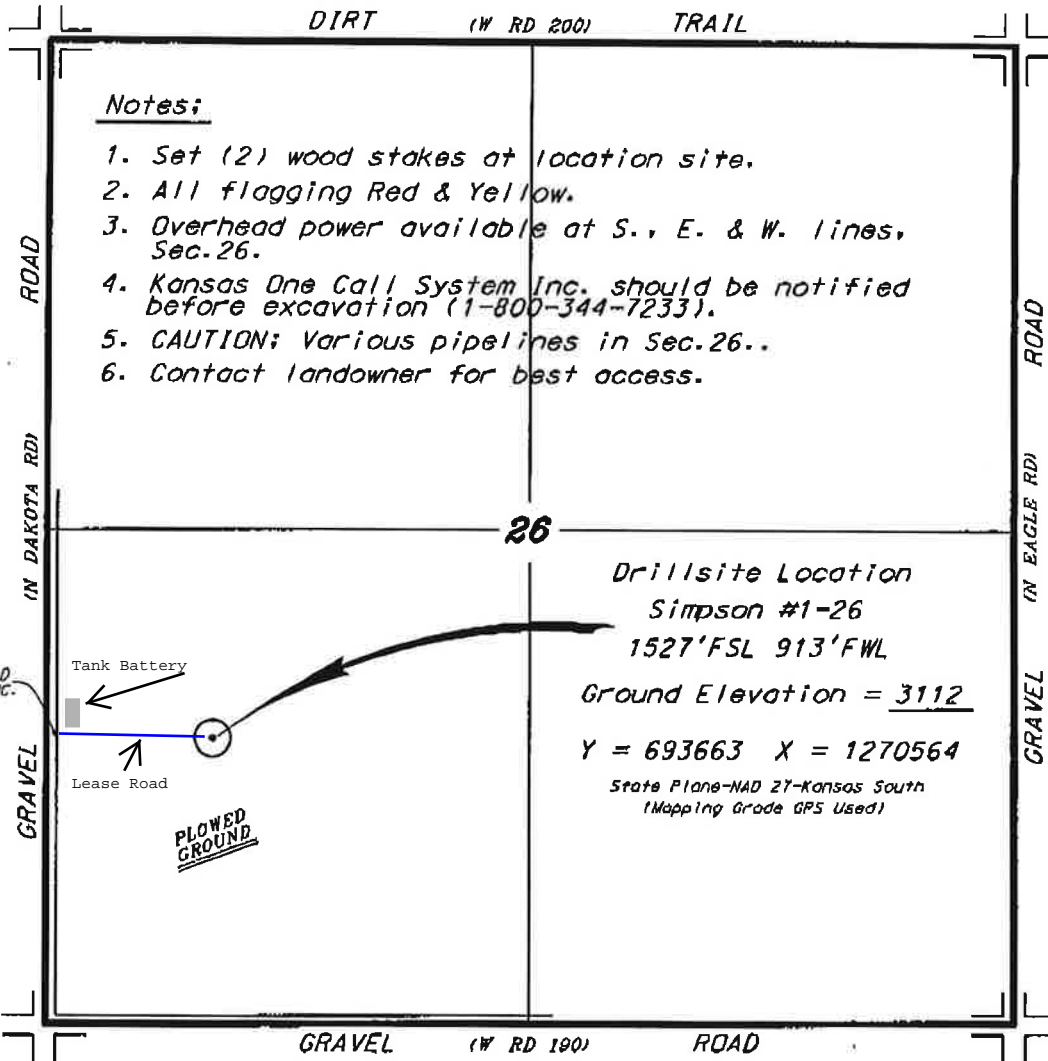 DIRT (W RD 200) TRAIL
Notes:
1. Set (2) wood stakes at location site.
2. All flagging Red & Yellow.
3. Overhead power available at S., E. & W. lines,
Sec.26.
4. Kansas One Call System Inc. should be notified
before excavation (1-800-344-7233).
5. CAUTION: Various pipelines in Sec.26..
6. Contact landowner for best access.
ROAD
(N DAKOTA RD)
GRAVEL
ROAD
(N EAGLE RD)
GRAVEL
26
Drillsite Location
Simpson #1-26
1527'FSL 913'FWL
Ground Elevation = 3112
Y = 693663 X = 1270564
State Plane-NAD 27-Kansas South
(Mapping Grade GPS Used)
Tank Battery
Lease Road
PLOWED
GROUND
GRAVEL (W RD 190) ROAD